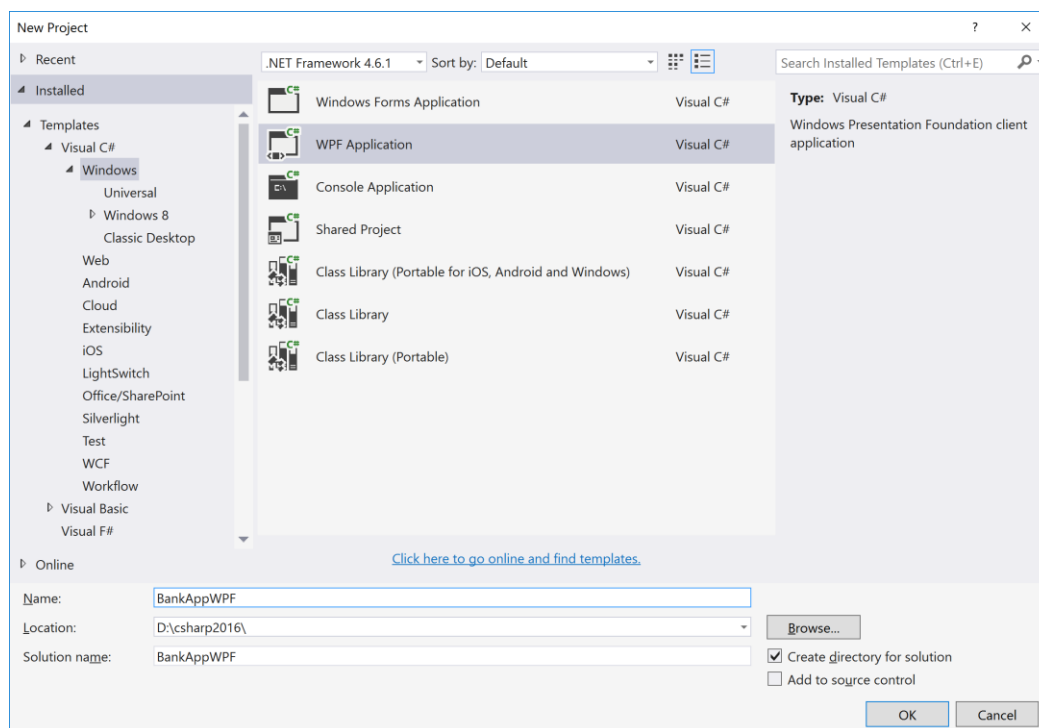 New Project
?
Recent
.NET Framework 4.6.1
Sort by: Default
Search Installed Templates (Ctrl+E)
Installed
Templates
Visual C#
Windows
Universal
Windows 8
Classic Desktop
Web
Android
Cloud
Extensibility
iOS
LightSwitch
Office/SharePoint
Silverlight
Test
WCF
Workflow
Visual Basic
Visual F#
Online
Windows Forms Application Visual C#
WPF Application Visual C#
Console Application Visual C#
Shared Project Visual C#
Class Library (Portable for iOS, Android and Windows) Visual C#
Class Library Visual C#
Class Library (Portable) Visual C#
Click here to go online and find templates.
Type: Visual C#
Windows Presentation Foundation client
application
Name: BankAppWPF
Location: D:\csharp2016\
Browse...
Solution name: BankAppWPF
Create directory for solution
Add to source control
OK
Cancel